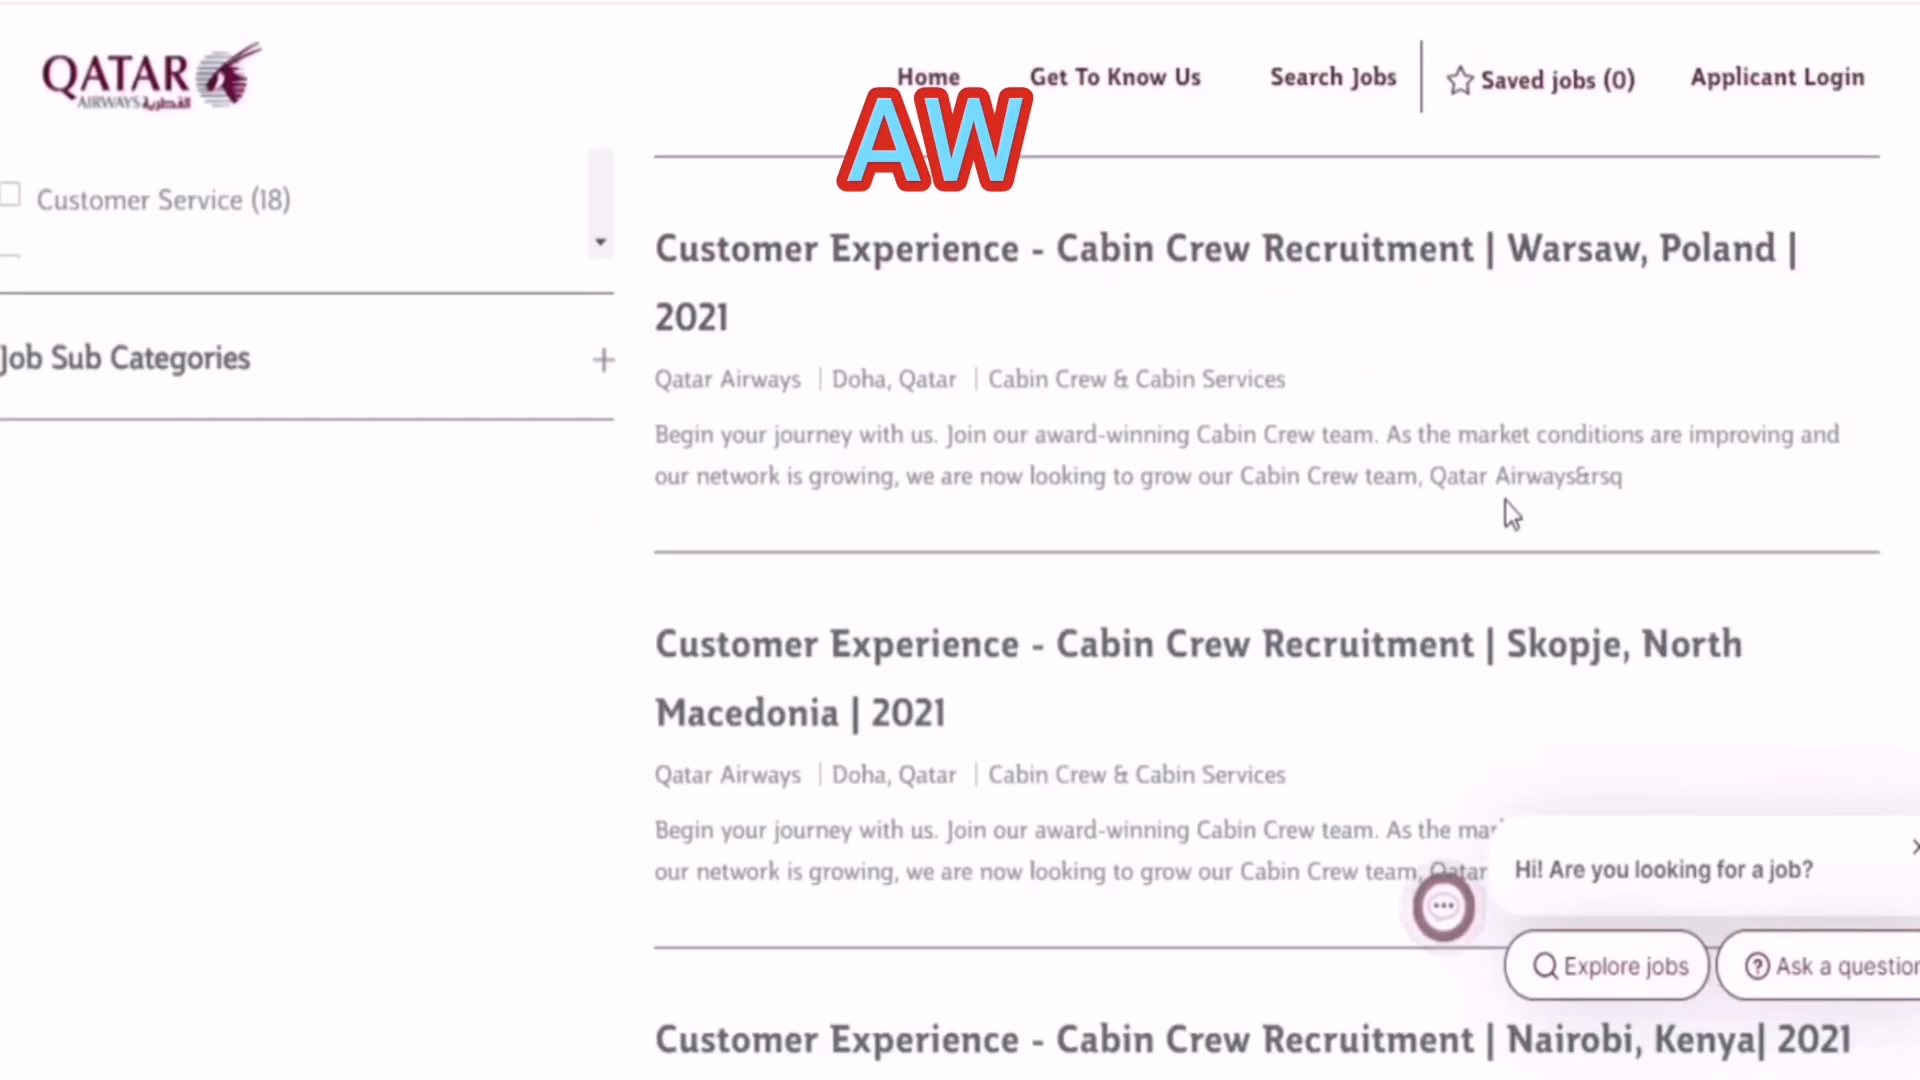 QATAR
AIRWAYS القطرية
Home
Get To Know Us
Search Jobs
Saved jobs (0)
Applicant Login
AW
Customer Service (18)
Job Sub Categories
Customer Experience - Cabin Crew Recruitment | Warsaw, Poland |
2021
Qatar Airways | Doha, Qatar | Cabin Crew & Cabin Services
Begin your journey with us. Join our award-winning Cabin Crew team. As the market conditions are improving and
our network is growing, we are now looking to grow our Cabin Crew team, Qatar Airways&rsq
Customer Experience - Cabin Crew Recruitment | Skopje, North
Macedonia | 2021
Qatar Airways | Doha, Qatar | Cabin Crew & Cabin Services
Begin your journey with us. Join our award-winning Cabin Crew team. As the mar
our network is growing, we are now looking to grow our Cabin Crew team, Qatar
Hi! Are you looking for a job?
Explore jobs
Ask a question
Customer Experience - Cabin Crew Recruitment | Nairobi, Kenya| 2021